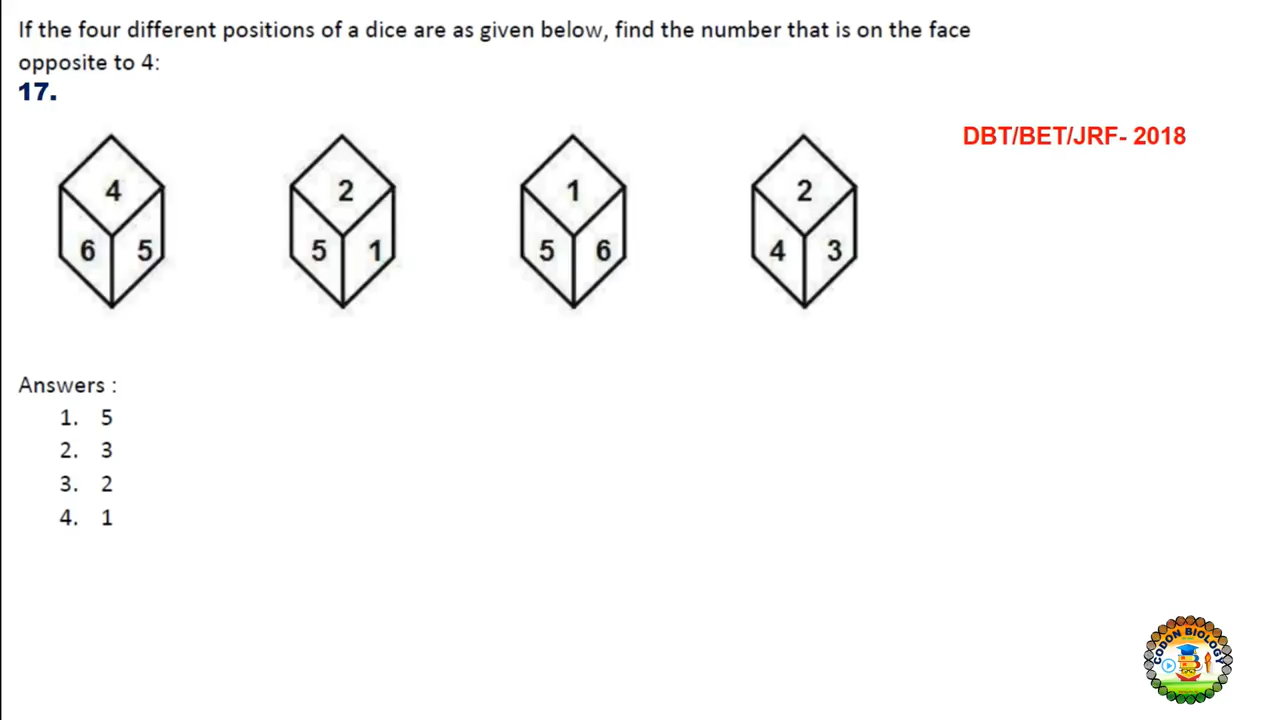 If the four different positions of a dice are as given below, find the number that is on the face
opposite to 4:
17.
DBT/BET/JRF- 2018
4 2 1 2
6 5 5 1 5 6 4 3
Answers :
1. 5
2. 3
3. 2
4. 1
CODON BIOLOGY